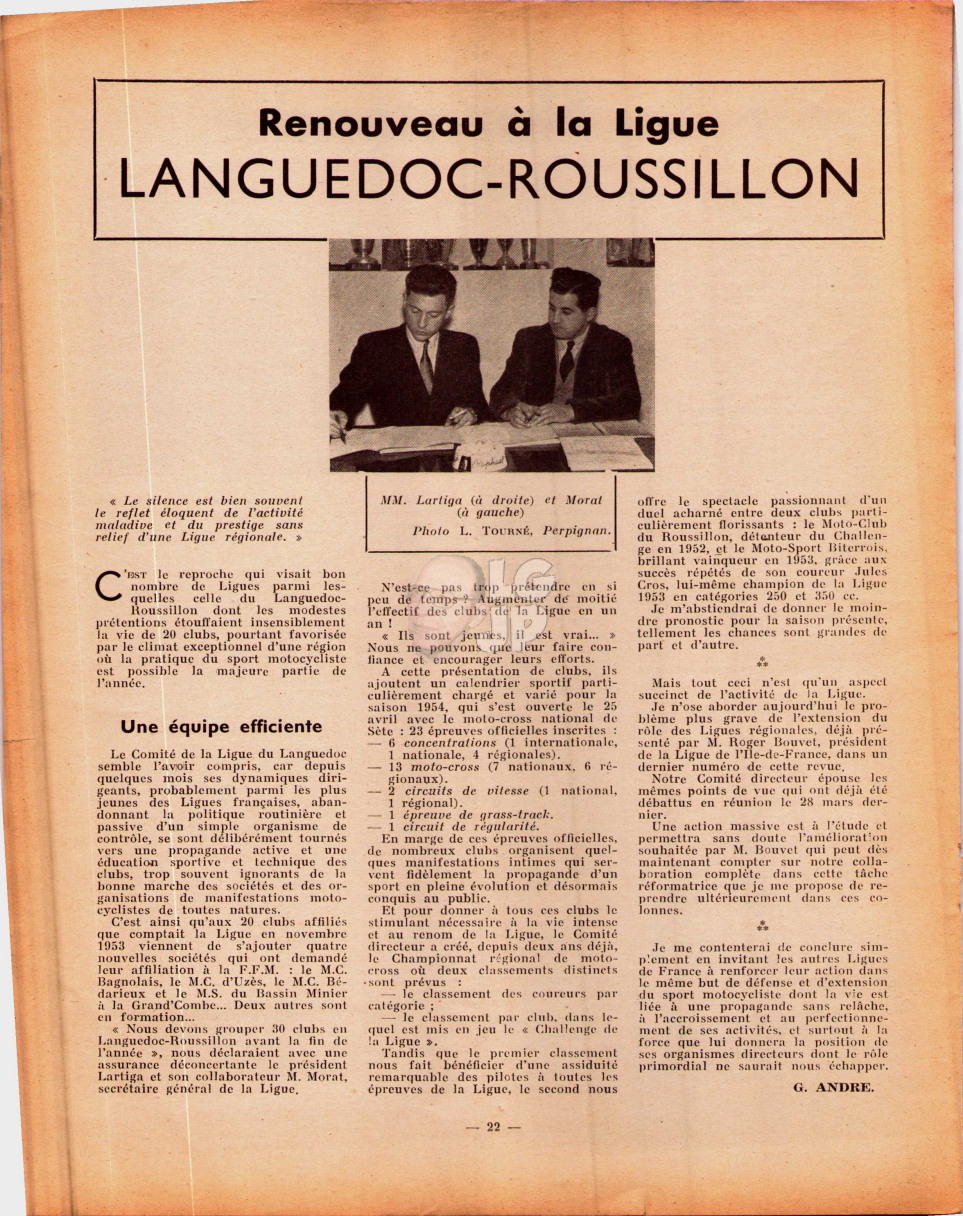 Renouveau à la Ligue
LANGUEDOC-ROUSSILLON
« Le silence est bien souvent
le reflet éloquent de l'activité
maladive et du prestige sans
relief d'une Ligue régionale. »
C'EST le reproche qui visait bon
nombre de Ligues parmi les-
quelles celle du Languedoc-
Roussillon dont les modestes
prétentions étouffaient insensiblement
la vie de 20 clubs, pourtant favorisée
par le climat exceptionnel d'une région
où la pratique du sport motocycliste
est possible la majeure partie de
l'année.
Une équipe efficiente
Le Comité de la Ligue du Languedoc
semble l'avoir compris, car depuis
quelques mois ses dynamiques diri-
geants, probablement parmi les plus
jeunes des Ligues françaises, aban-
donnant la politique routinière et
passive d'un simple organisme de
contrôle, se sont délibérément tournés
vers une propagande active et une
éducation sportive et technique des
clubs, trop souvent ignorants de la
bonne marche des sociétés et des or-
ganisations de manifestations moto-
cyclistes de toutes natures.
C'est ainsi qu'aux 20 clubs affiliés
que comptait la Ligue en novembre
1953 viennent de s'ajouter quatre
nouvelles sociétés qui ont demandé
leur affiliation à la F.F.M. : le M.C.
Bagnolais, le M.C. d'Uzès, le M.C. Bé-
darieux et le M.S. du Bassin Minier
à la Grand'Combe... Deux autres sont
en formation...
« Nous devons grouper 30 clubs en
Languedoc-Roussillon avant la fin de
l'année », nous déclaraient avec une
assurance déconcertante le président
Lartiga et son collaborateur M. Morat,
secrétaire général de la Ligue.
MM. Lartiga (à droite) et Morat
(à gauche)
Photo L. TOURNÉ, Perpignan.
N'est-ce pas trop prétendre en si
peu de temps ? Augmenter de moitié
l'effectif des clubs de la Ligue en un
an !
« Ils sont jeunes, il est vrai... »
Nous ne pouvons que leur faire con-
fiance et encourager leurs efforts.
A cette présentation de clubs, ils
ajoutent un calendrier sportif parti-
culièrement chargé et varié pour la
saison 1954, qui s'est ouverte le 25
avril avec le moto-cross national de
Sète : 23 épreuves officielles inscrites :
— 6 concentrations (1 internationale,
1 nationale, 4 régionales).
— 13 moto-cross (7 nationaux, 6 ré-
gionaux).
— 2 circuits de vitesse (1 national,
1 régional).
— 1 épreuve de grass-track.
— 1 circuit de régularité.
En marge de ces épreuves officielles,
de nombreux clubs organisent quel-
ques manifestations intimes qui ser-
vent fidèlement la propagande d'un
sport en pleine évolution et désormais
conquis au public.
Et pour donner à tous ces clubs le
stimulant nécessaire à la vie intense
et au renom de la Ligue, le Comité
directeur a créé, depuis deux ans déjà,
le Championnat régional de moto-
cross où deux classements distincts
sont prévus :
— le classement des coureurs par
catégorie ;
— le classement par club, dans le-
quel est mis en jeu le « Challenge de
la Ligue ».
Tandis que le premier classement
nous fait bénéficier d'une assiduité
remarquable des pilotes à toutes les
épreuves de la Ligue, le second nous
offre le spectacle passionnant d'un
duel acharné entre deux clubs parti-
culièrement florissants : le Moto-Club
du Roussillon, détenteur du Challen-
ge en 1952, et le Moto-Sport Biterrois,
brillant vainqueur en 1953, grâce aux
succès répétés de son coureur Jules
Cros, lui-même champion de la Ligue
1953 en catégories 250 et 350 cc.
Je m'abstiendrai de donner le moin-
dre pronostic pour la saison présente,
tellement les chances sont grandes de
part et d'autre.
*
**
Mais tout ceci n'est qu'un aspect
succinct de l'activité de la Ligue.
Je n'ose aborder aujourd'hui le pro-
blème plus grave de l'extension du
rôle des Ligues régionales, déjà pré-
senté par M. Roger Bouvet, président
de la Ligue de l'Ile-de-France, dans un
dernier numéro de cette revue.
Notre Comité directeur épouse les
mêmes points de vue qui ont déjà été
débattus en réunion le 28 mars der-
nier.
Une action massive est à l'étude et
permettra sans doute l'amélioration
souhaitée par M. Bouvet qui peut dès
maintenant compter sur notre colla-
boration complète dans cette tâche
réformatrice que je me propose de re-
prendre ultérieurement dans ces co-
lonnes.
*
**
Je me contenterai de conclure sim-
plement en invitant les autres Ligues
de France à renforcer leur action dans
le même but de défense et d'extension
du sport motocycliste dont la vie est
liée à une propagande sans relâche,
à l'accroissement et au perfectionne-
ment de ses activités, et surtout à la
force que lui donnera la position de
ses organismes directeurs dont le rôle
primordial ne saurait nous échapper.
G. ANDRE.
— 22 —